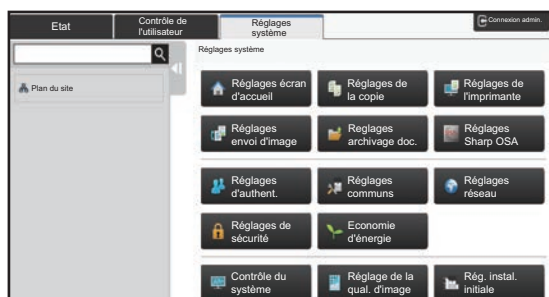 Etat
Contrôle de
l'utilisateur
Réglages
système
Connexion admin.
Réglages système
Plan du site
Réglages écran
d'accueil
Réglages de
la copie
Réglages de
l'imprimante
Réglages
envoi d'image
Reglages
archivage doc.
Réglages
Sharp OSA
Réglages
d'authent.
Réglages
communs
Réglages
réseau
Réglages de
sécurité
Economie
d'énergie
Contrôle du
système
Réglage de la
qual. d'image
Rég. instal.
initiale